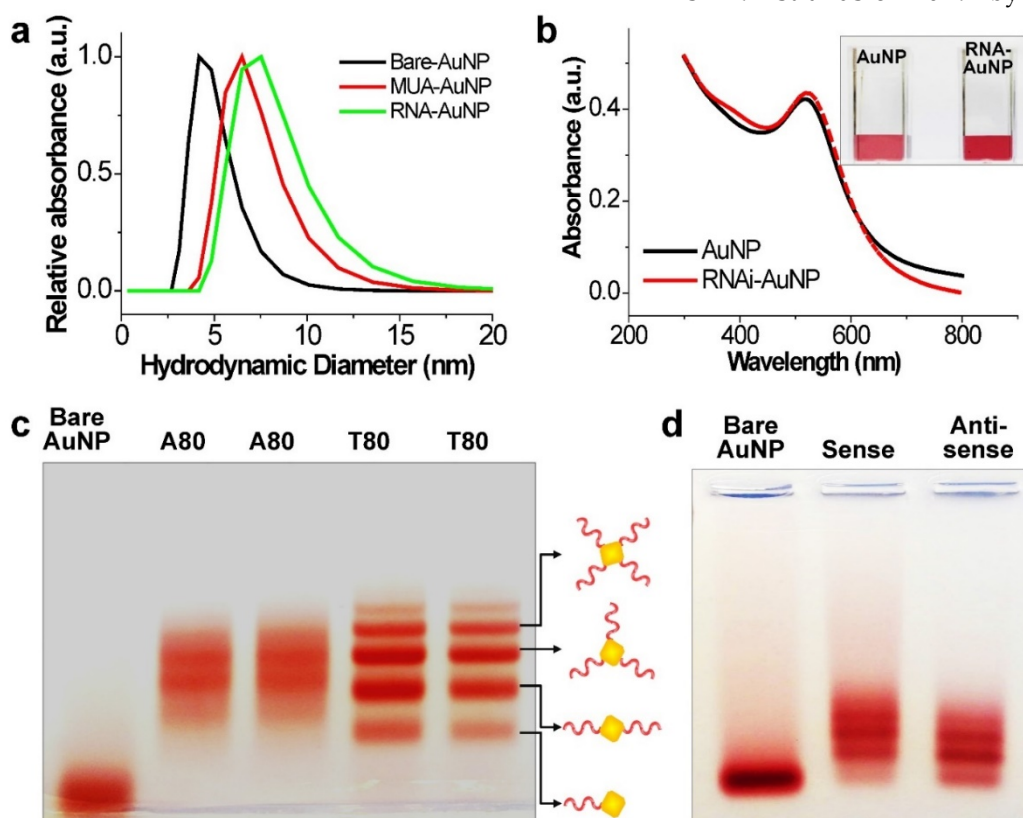 a
Relative absorbance (a.u.)
1.0
0.5
0.0
Bare-AuNP
MUA-AuNP
RNA-AuNP
0
5
10
15
20
Hydrodynamic Diameter (nm)
b
Absorbance (a.u.)
0.4
0.2
0.0
AuNP
RNA-
AuNP
AuNP
RNAi-AuNP
200
400
600
800
Wavelength (nm)
c
Bare
AuNP
A80
A80
T80
T80
d
Bare
AuNP
Sense
Anti-
sense